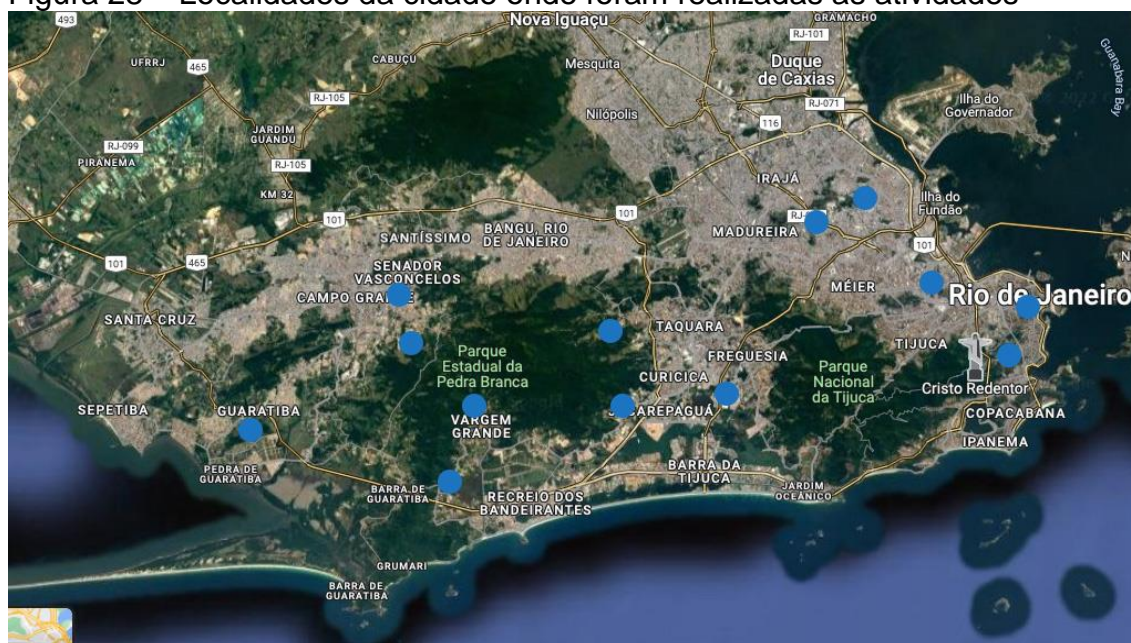 Figura 28 – Localidades da cidade onde foram realizadas as atividades
493
Nova Iguaçu
GRAMACHO
RJ-101
UFRRJ
465
CABUÇU
Mesquita
Duque
de Caxias
Guanabara Bay
RJ-105
RJ-071
Ilha do
Governador
Nilópolis
116
JARDIM
GUANDU
RJ-099
PIRANEMA
RJ-105
IRAJÁ
KM 32
Ilha do
Fundão
101
101
RJ-
MADUREIRA
BANGU, RIO
DE JANEIRO
SANTÍSSIMO
101
101
465
SENADOR
VASCONCELOS
MÉIER
Rio de Janeiro
CAMPO GRANDE
SANTA CRUZ
TAQUARA
TIJUCA
Parque
Estadual da
Pedra Branca
FREGUESIA
Parque
Nacional
da Tijuca
CURICICA
Cristo Redentor
SEPETIBA
GUARATIBA
VARGEM
GRANDE
JACAREPAGUÁ
COPACABANA
IPANEMA
PEDRA DE
GUARATIBA
BARRA DA
TIJUCA
JARDIM
OCEÂNICO
BARRA DE
GUARATIBA
RECREIO DOS
BANDEIRANTES
GRUMARI
BARRA DE
GUARATIBA